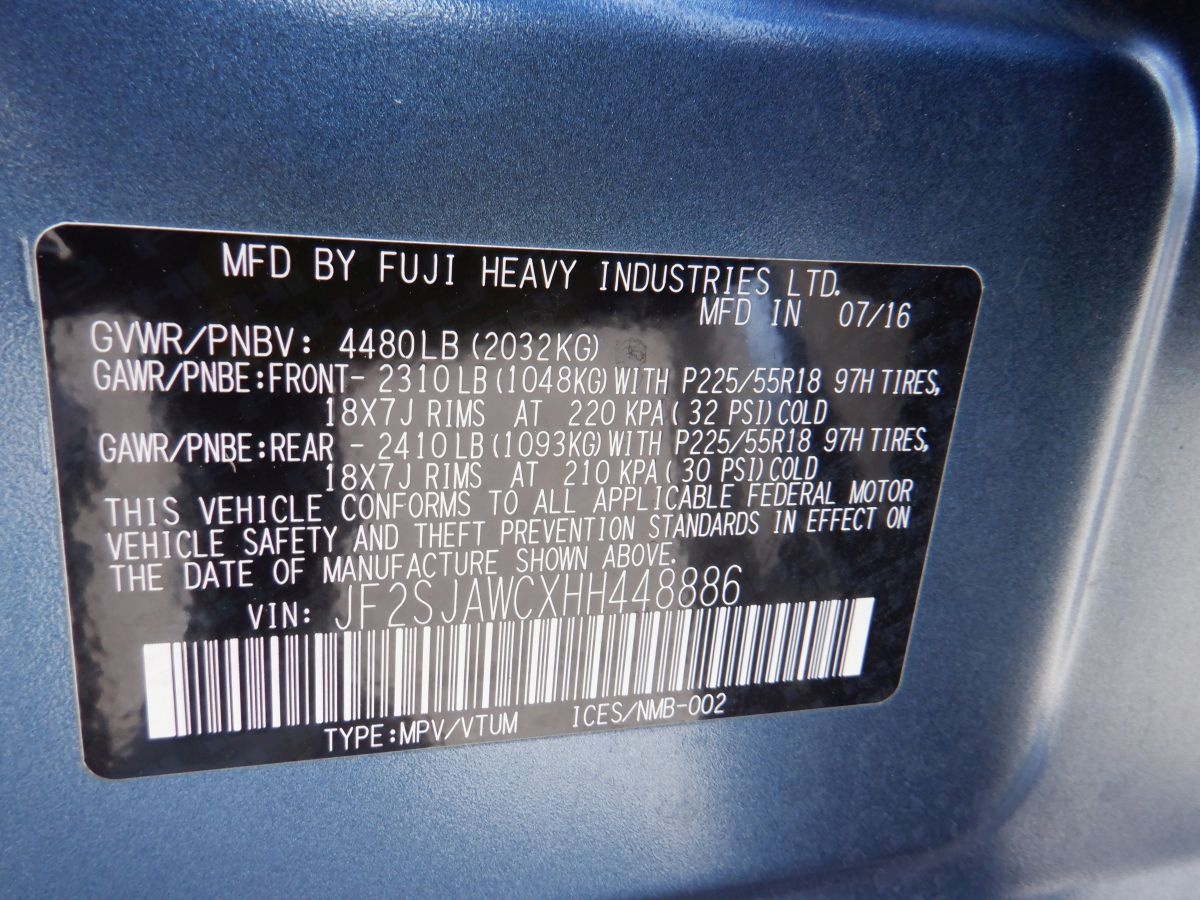 MFD BY FUJI HEAVY INDUSTRIES LTD.
MFD IN 07/16
GVWR/PNBV: 4480LB (2032KG)
GAWR/PNBE:FRONT- 2310LB (1048KG) WITH P225/55R18 97H TIRES,
18X7J RIMS AT 220 KPA ( 32 PSI) COLD
GAWR/PNBE:REAR - 2410LB (1093KG) WITH P225/55R18 97H TIRES,
18X7J RIMS AT 210 KPA ( 30 PSI) COLD
THIS VEHICLE CONFORMS TO ALL APPLICABLE FEDERAL MOTOR
VEHICLE SAFETY AND THEFT PREVENTION STANDARDS IN EFFECT ON
THE DATE OF MANUFACTURE SHOWN ABOVE.
VIN: JF2SJAWCXHH448886
TYPE:MPV/VTUM ICES/NMB-002